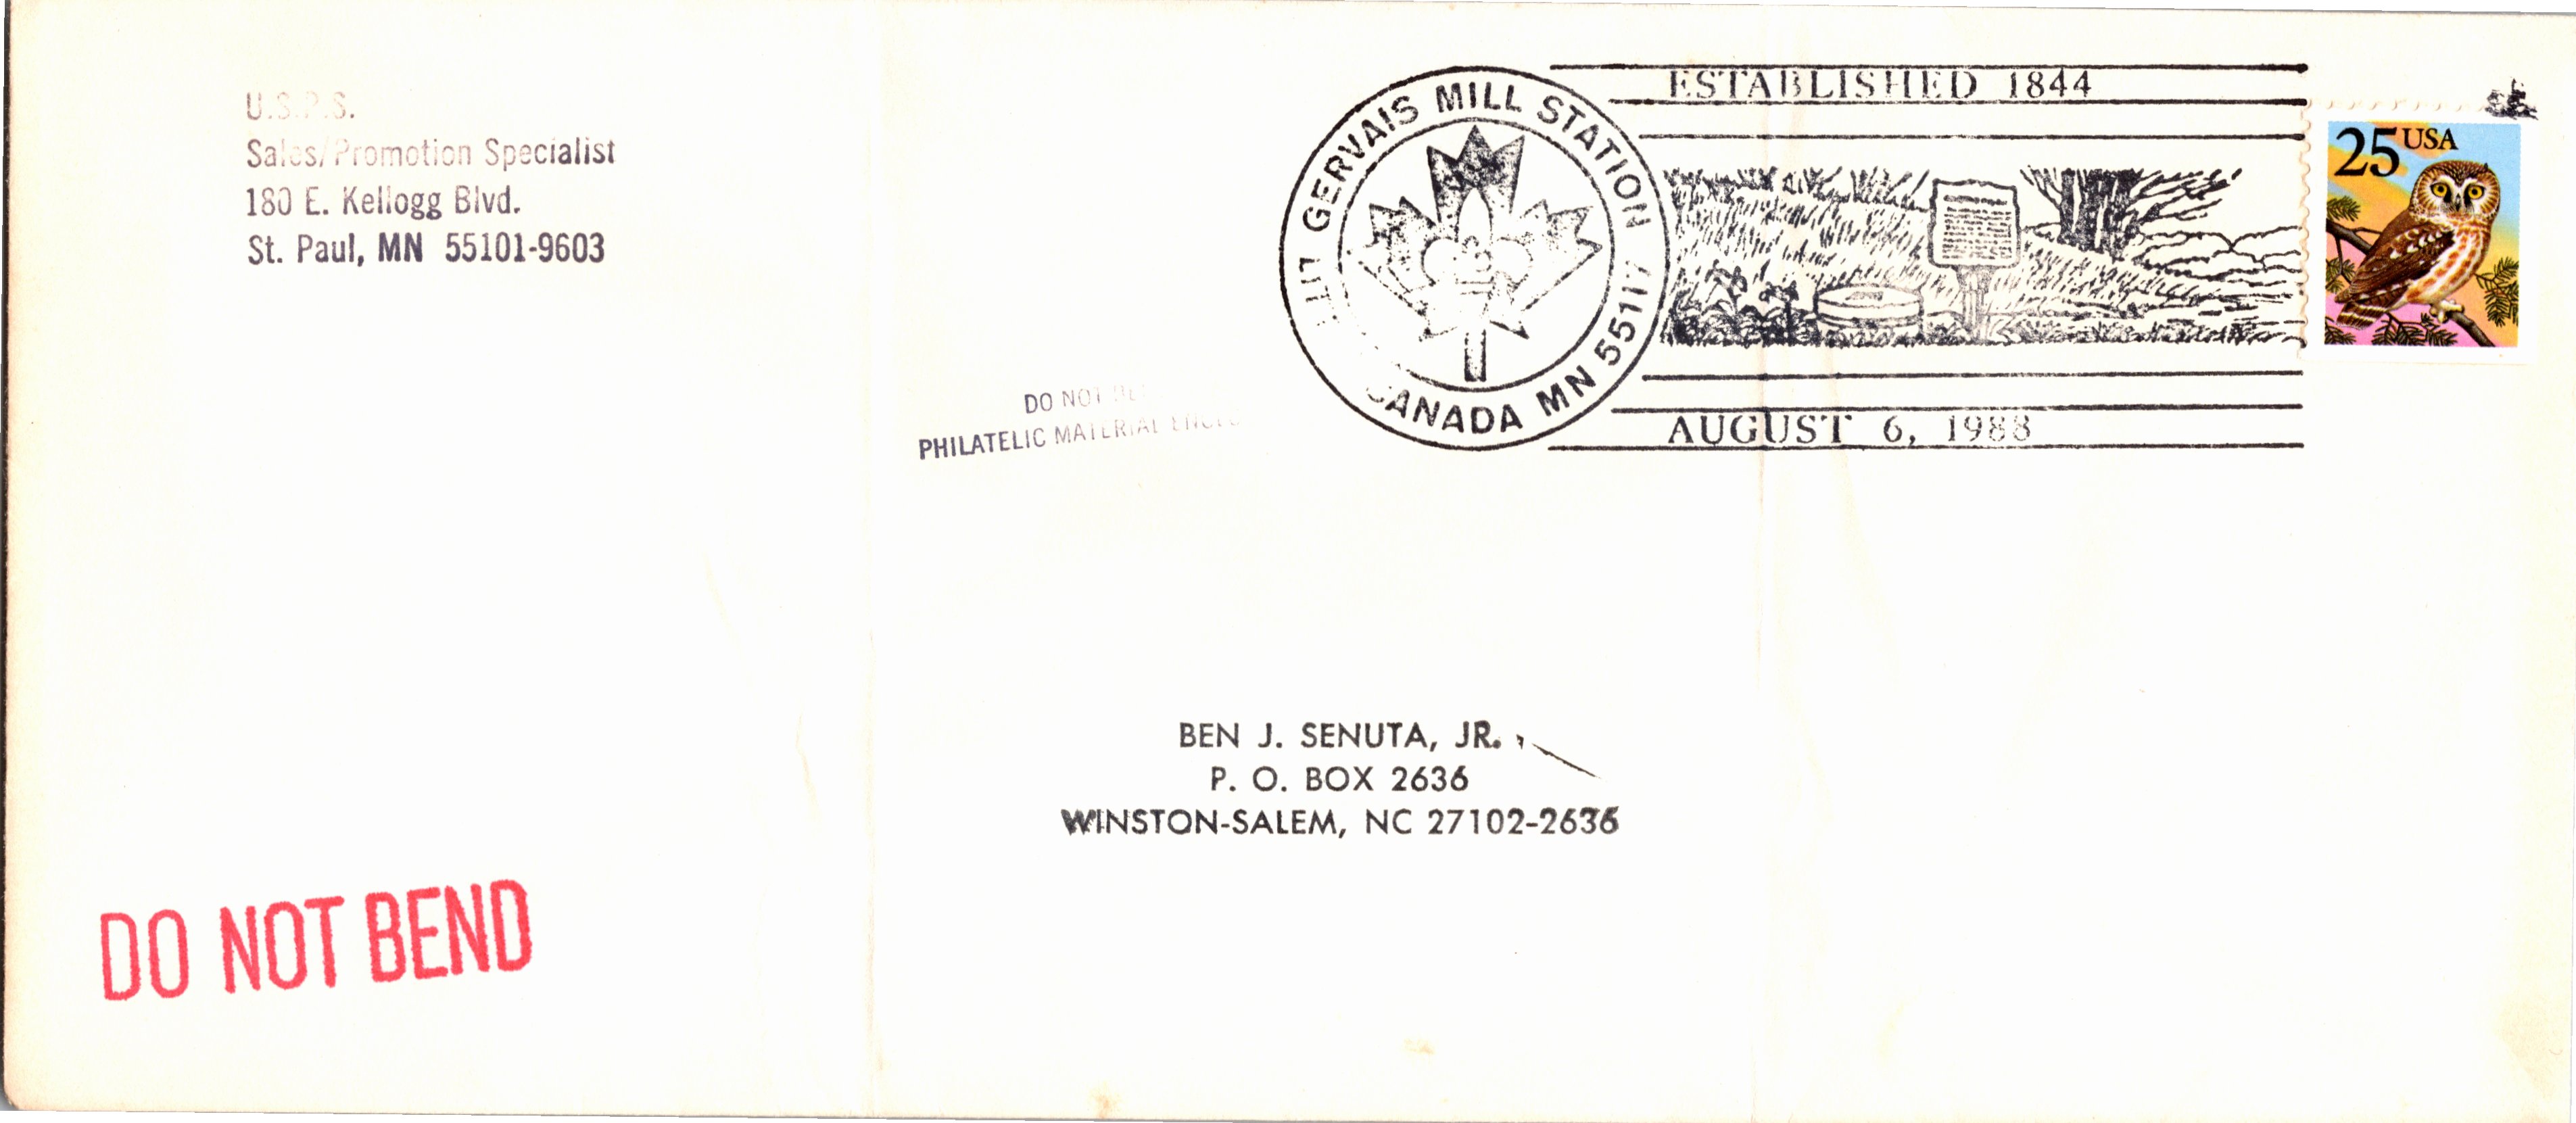 U.S.P.S.
Sales/Promotion Specialist
180 E. Kellogg Blvd.
St. Paul, MN 55101-9603
ESTABLISHED 1844
GERVAIS MILL STATION
CANADA MN 55117
AUGUST 6, 1988
25 USA
DO NOT
PHILATELIC MATERIAL
BEN J. SENUTA, JR.
P. O. BOX 2636
WINSTON-SALEM, NC 27102-2636
DO NOT BEND